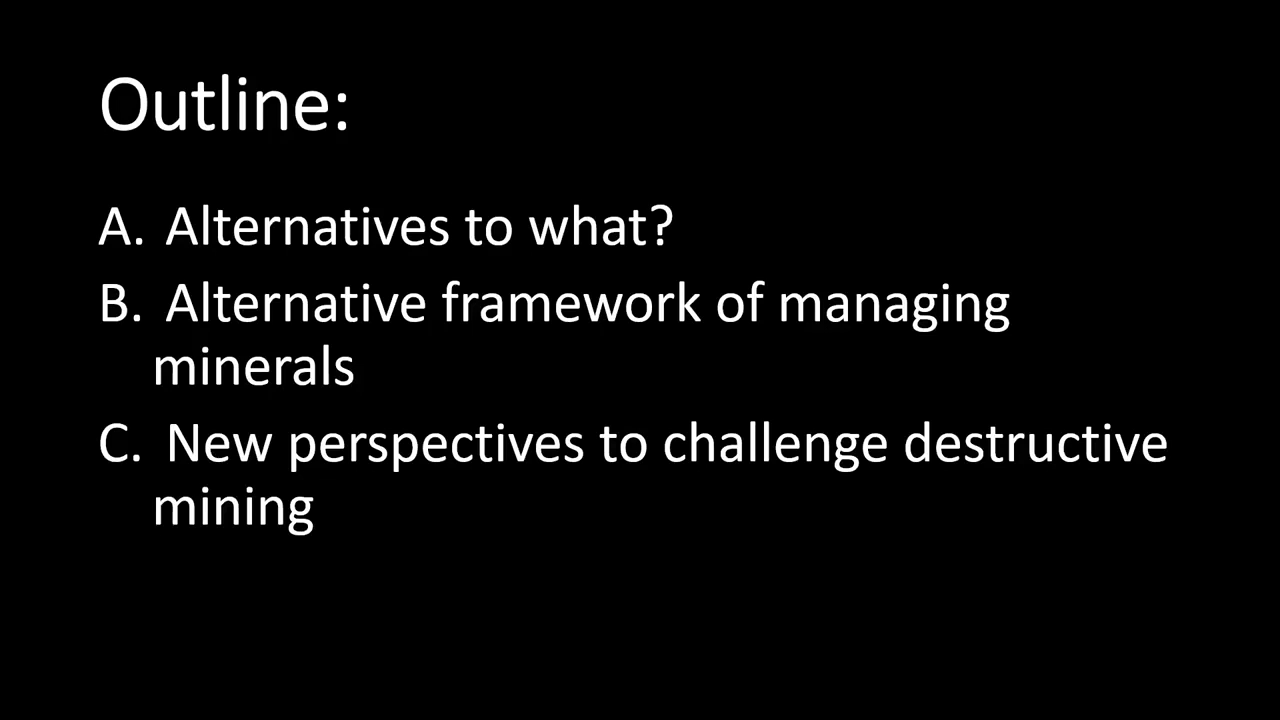 Outline:
A. Alternatives to what?
B. Alternative framework of managing
minerals
C. New perspectives to challenge destructive
mining